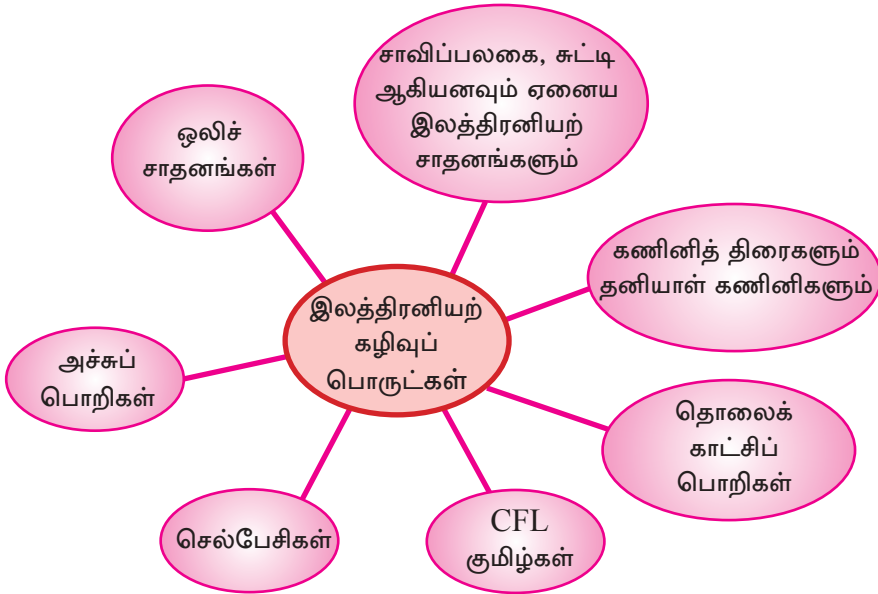 சாவிப்பலகை, சுட்டி
ஆகியனவும் ஏனைய
இலத்திரனியற்
சாதனங்களும்
ஒலிச்
சாதனங்கள்
கணினித் திரைகளும்
தனியாள் கணினிகளும்
இலத்திரனியற்
கழிவுப்
பொருட்கள்
அச்சுப்
பொறிகள்
தொலைக்
காட்சிப்
பொறிகள்
செல்பேசிகள்
CFL
குமிழ்கள்